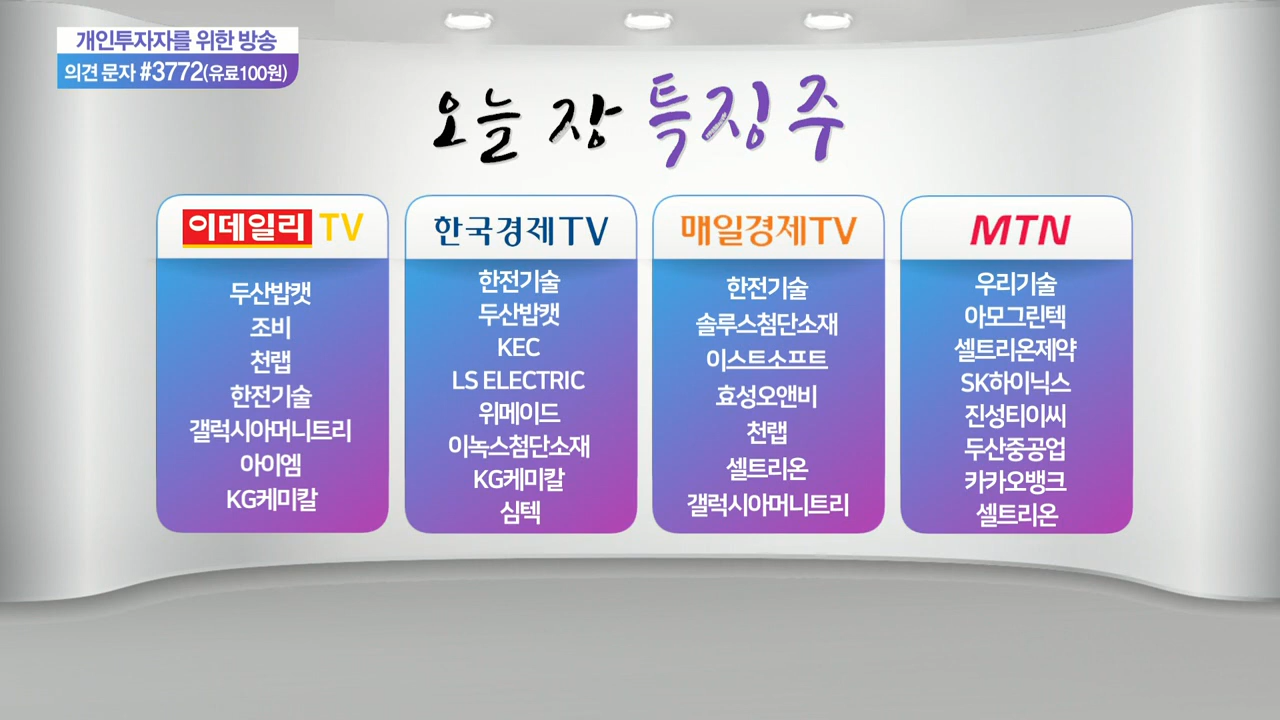 개인투자자를 위한 방송
의견 문자 #3772(유료100원)
오늘 장 특징주
이데일리 TV
두산밥캣
조비
천랩
한전기술
갤럭시아머니트리
아이엠
KG케미칼
한국경제TV
한전기술
두산밥캣
KEC
LS ELECTRIC
위메이드
이녹스첨단소재
KG케미칼
심텍
매일경제TV
한전기술
솔루스첨단소재
이스트소프트
효성오앤비
천랩
셀트리온
갤럭시아머니트리
MTN
우리기술
아모그린텍
셀트리온제약
SK하이닉스
진성티이씨
두산중공업
카카오뱅크
셀트리온